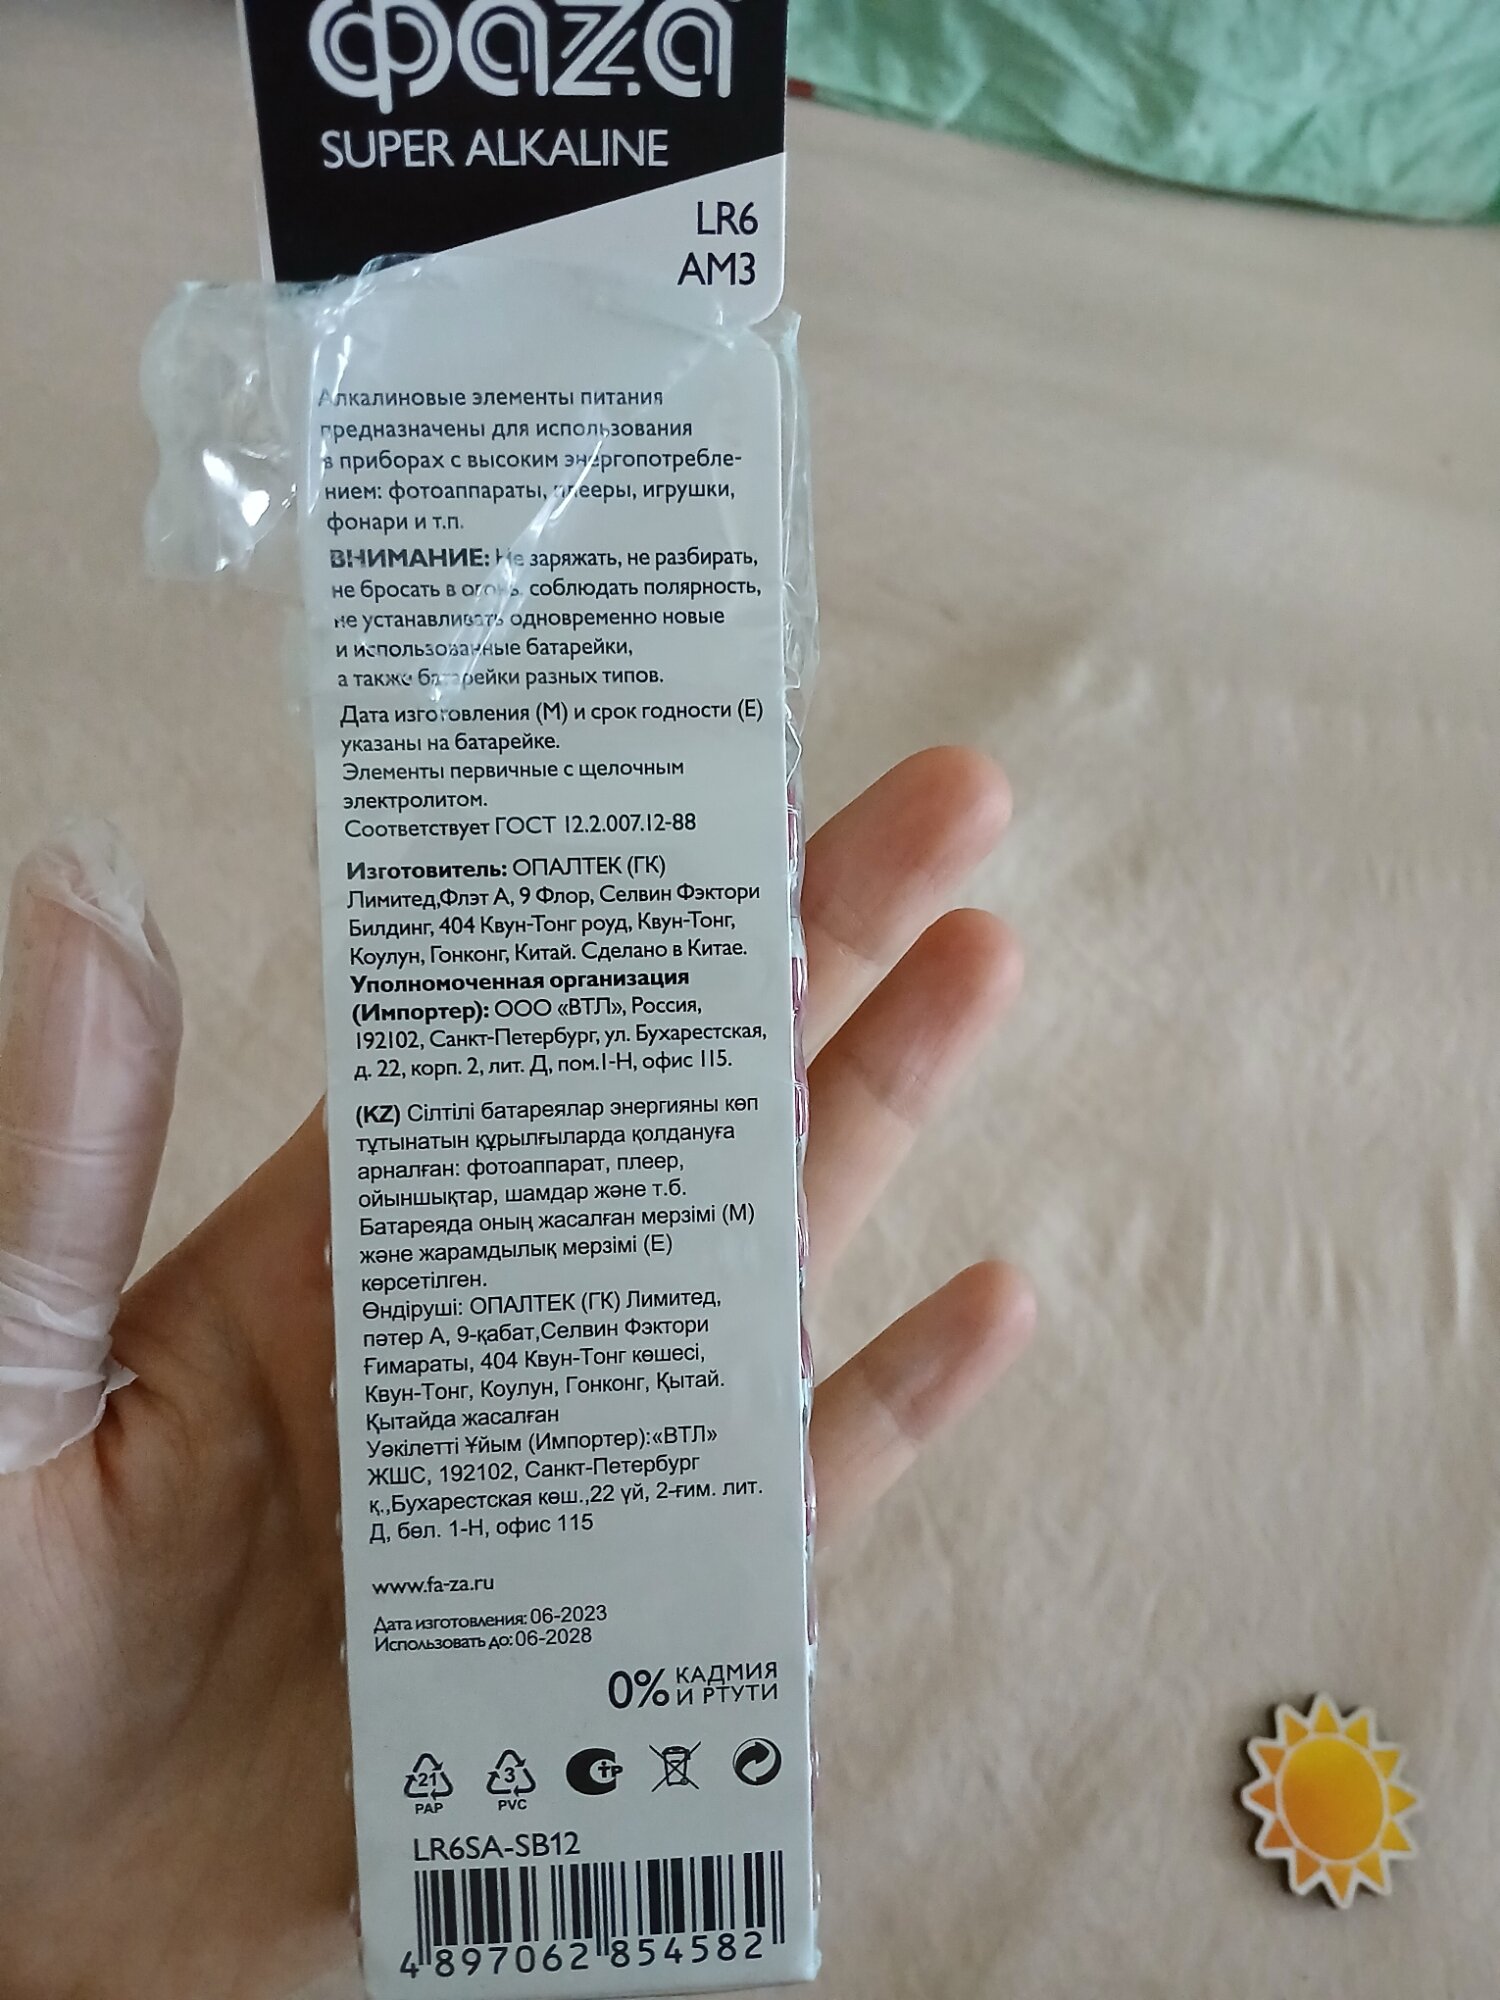 фаzа
SUPER ALKALINE
LR6
AM3
Алкалиновые элементы питания
предназначены для использования
в приборах с высоким энергопотребле-
нием: фотоаппараты, плееры, игрушки,
фонари и т.п.
ВНИМАНИЕ: Не заряжать, не разбирать,
не бросать в огонь, соблюдать полярность,
не устанавливать одновременно новые
и использованные батарейки,
а также батарейки разных типов.
Дата изготовления (M) и срок годности (E)
указаны на батарейке.
Элементы первичные с щелочным
электролитом.
Соответствует ГОСТ 12.2.007.12-88
Изготовитель: ОПАЛТЕК (ГК)
Лимитед,Флэт А, 9 Флор, Селвин Фэктори
Билдинг, 404 Квун-Тонг роуд, Квун-Тонг,
Коулун, Гонконг, Китай. Сделано в Китае.
Уполномоченная организация
(Импортер): ООО «ВТЛ», Россия,
192102, Санкт-Петербург, ул. Бухарестская,
д. 22, корп. 2, лит. Д, пом.1-Н, офис 115.
(KZ) Сілтілі батареялар энергияны көп
тұтынатын құрылғыларда қолдануға
арналған: фотоаппарат, плеер,
ойыншықтар, шамдар және т.б.
Батареяда оның жасалған мерзімі (М)
және жарамдылық мерзімі (Е)
көрсетілген.
Өндіруші: ОПАЛТЕК (ГК) Лимитед,
пәтер А, 9-қабат,Селвин Фэктори
Ғимараты, 404 Квун-Тонг көшесі,
Квун-Тонг, Коулун, Гонконг, Қытай.
Қытайда жасалған
Уәкілетті Ұйым (Импортер):«ВТЛ»
ЖШС, 192102, Санкт-Петербург
қ.,Бухарестская көш.,22 үй, 2-ғим. лит.
Д, бөл. 1-Н, офис 115
www.fa-za.ru
Дата изготовления: 06-2023
Использовать до: 06-2028
0% КАДМИЯ
И РТУТИ
21 3 СТР
PAP PVC
LR6SA-SB12
4 897062 854582